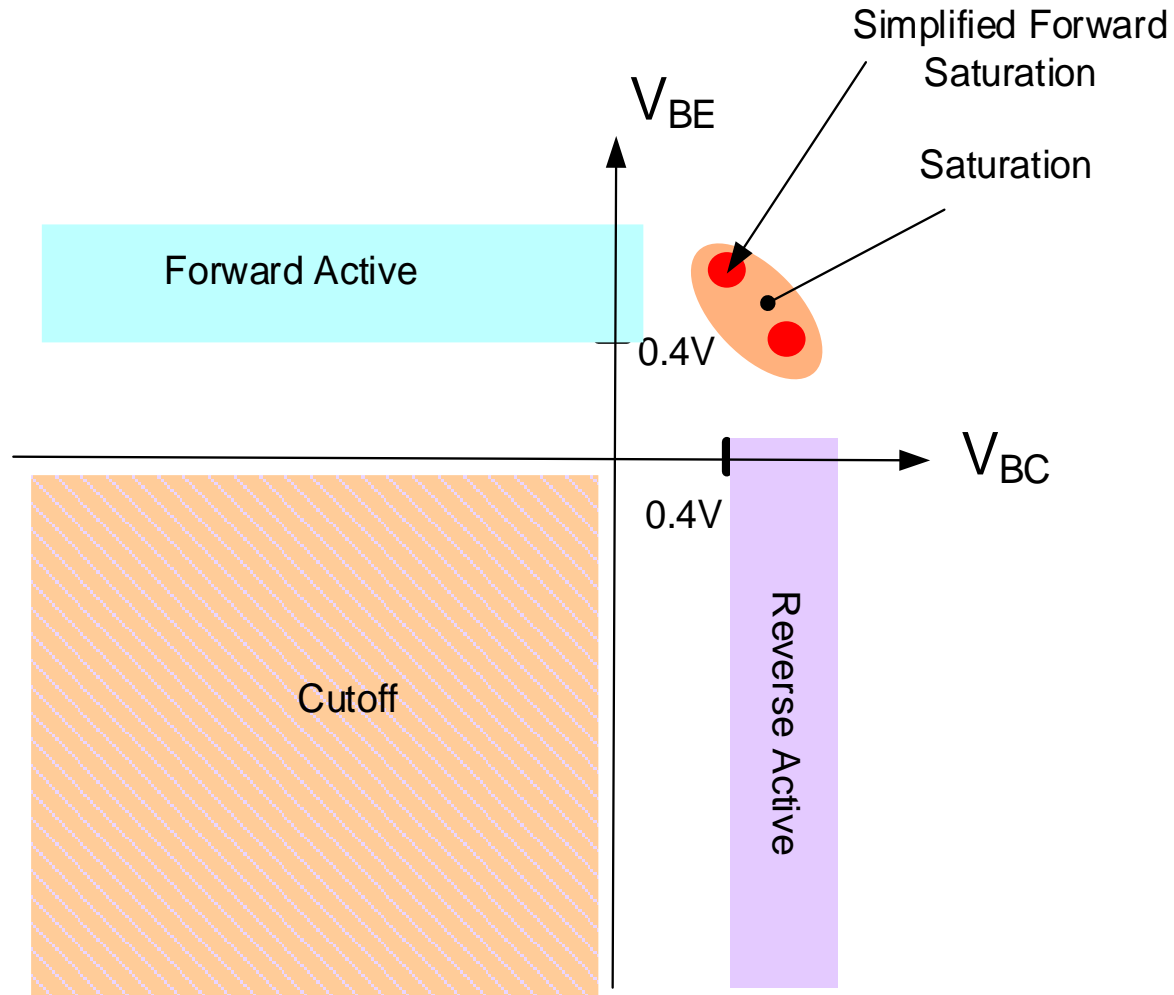 Simplified Forward
Saturation
VBE
Saturation
Forward Active
0.4V
VBC
0.4V
Reverse Active
Cutoff